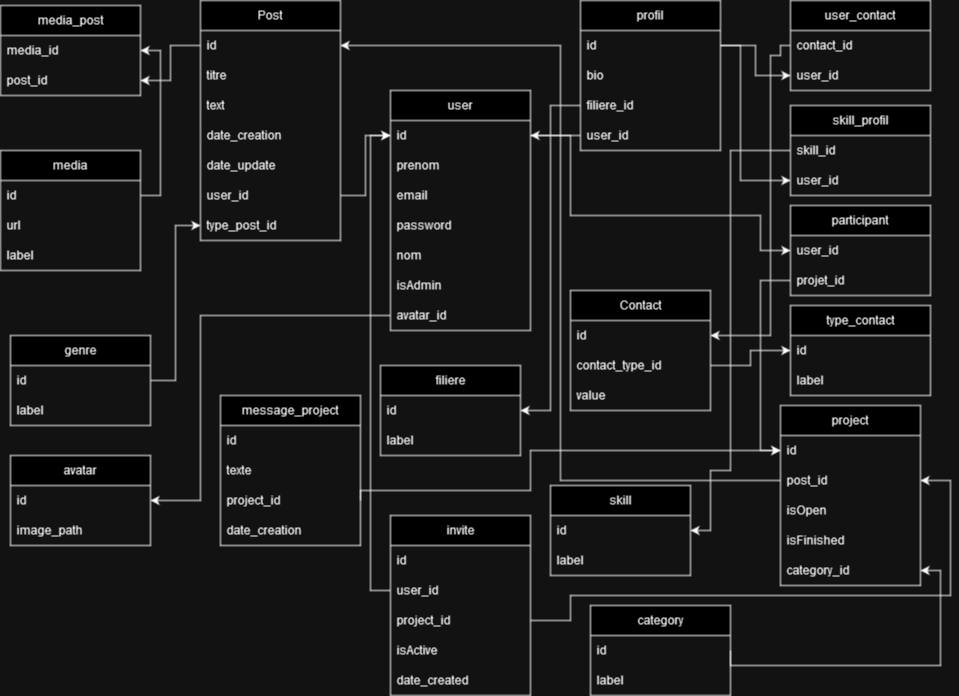 media_post
media_id
post_id
media
id
url
label
genre
id
label
avatar
id
image_path
Post
id
titre
text
date_creation
date_update
user_id
type_post_id
message_project
id
texte
project_id
date_creation
user
id
prenom
email
password
nom
isAdmin
avatar_id
filiere
id
label
invite
id
user_id
project_id
isActive
date_created
profil
id
bio
filiere_id
user_id
Contact
id
contact_type_id
value
skill
id
label
category
id
label
user_contact
contact_id
user_id
skill_profil
skill_id
user_id
participant
user_id
projet_id
type_contact
id
label
project
id
post_id
isOpen
isFinished
category_id